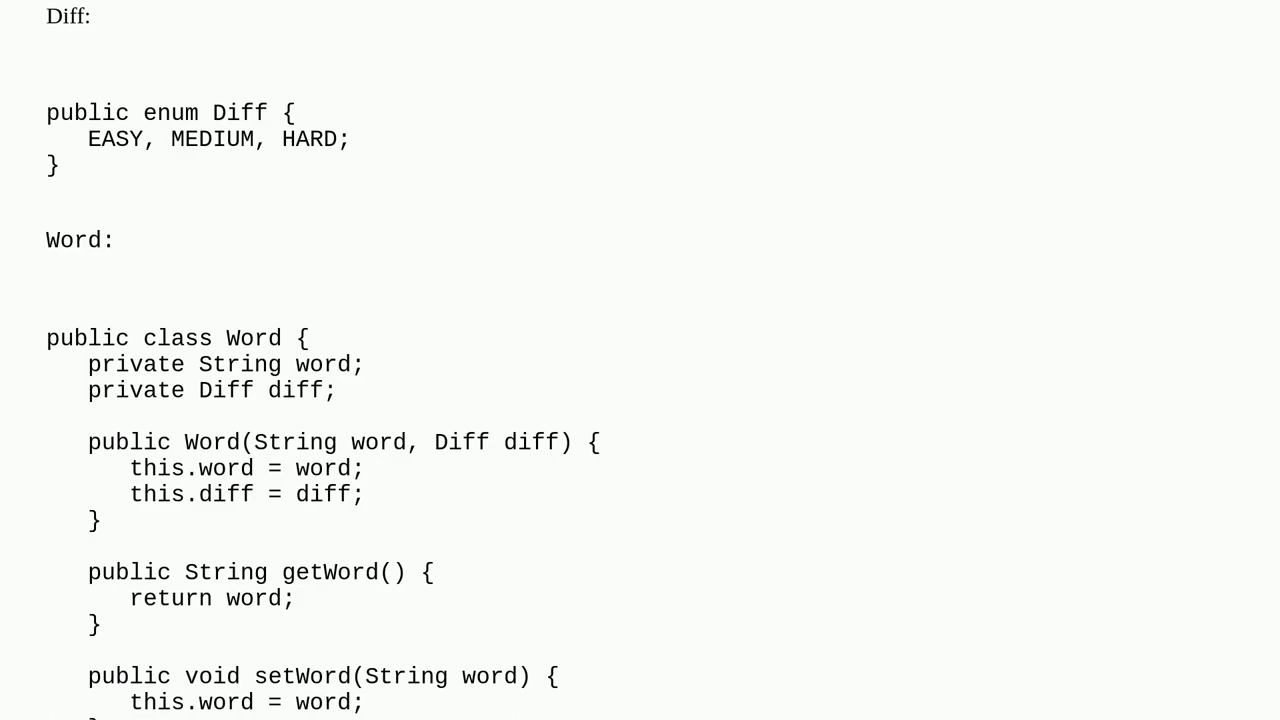 Diff:
public enum Diff {
   EASY, MEDIUM, HARD;
}
Word:
public class Word {
   private String word;
   private Diff diff;
   public Word(String word, Diff diff) {
      this.word = word;
      this.diff = diff;
   }
   public String getWord() {
      return word;
   }
   public void setWord(String word) {
      this.word = word;
   }